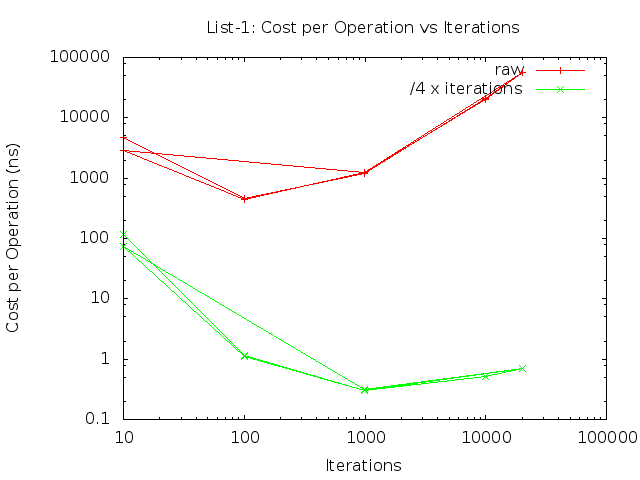 List-1: Cost per Operation vs Iterations
100000
raw
/4 x iterations
10000
1000
100
10
1
0.1
Cost per Operation (ns)
10 100 1000 10000 100000
Iterations